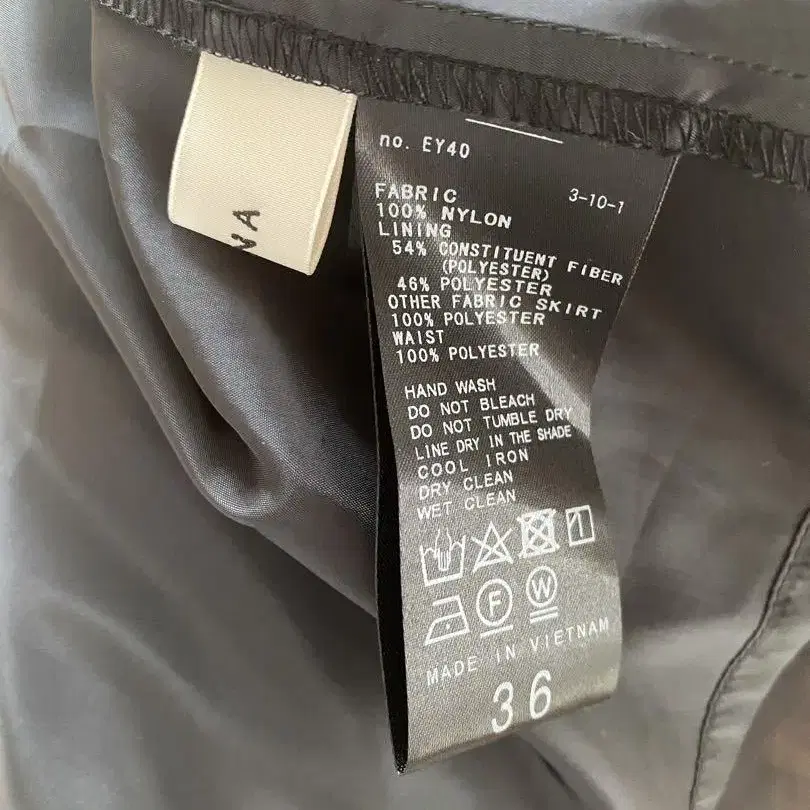 no. EY40
3-10-1
FABRIC
100% NYLON
LINING
54% CONSTITUENT FIBER
(POLYESTER)
46% POLYESTER
OTHER FABRIC SKIRT
100% POLYESTER
WAIST
100% POLYESTER
HAND WASH
DO NOT BLEACH
DO NOT TUMBLE DRY
LINE DRY IN THE SHADE
COOL IRON
DRY CLEAN
WET CLEAN
F W
MADE IN VIETNAM
36